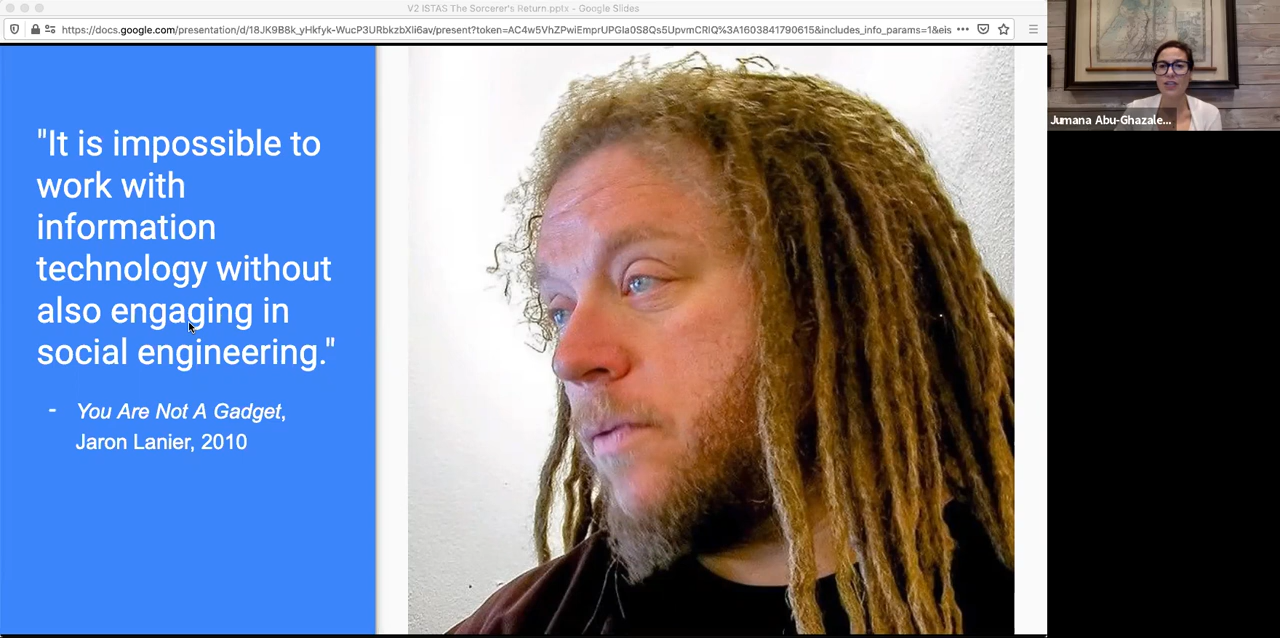 V2 ISTAS The Sorcerer's Return.pptx - Google Slides
https://docs.google.com/presentation/d/18JK9B8k_yHkfyk-WucP3URbkzbXli6av/present?token=AC4w5VhZPwiEmprUPGIa0S8Qs5UpvmCRIQ%3A1603841790615&includes_info_params=1&eis
Jumana Abu-Ghazale...
"It is impossible to
work with
information
technology without
also engaging in
social engineering."
- You Are Not A Gadget,
Jaron Lanier, 2010